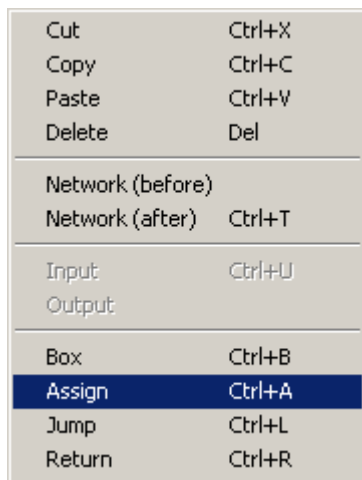 Cut Ctrl+X
Copy Ctrl+C
Paste Ctrl+V
Delete Del
Network (before)
Network (after) Ctrl+T
Input Ctrl+U
Output
Box Ctrl+B
Assign Ctrl+A
Jump Ctrl+L
Return Ctrl+R